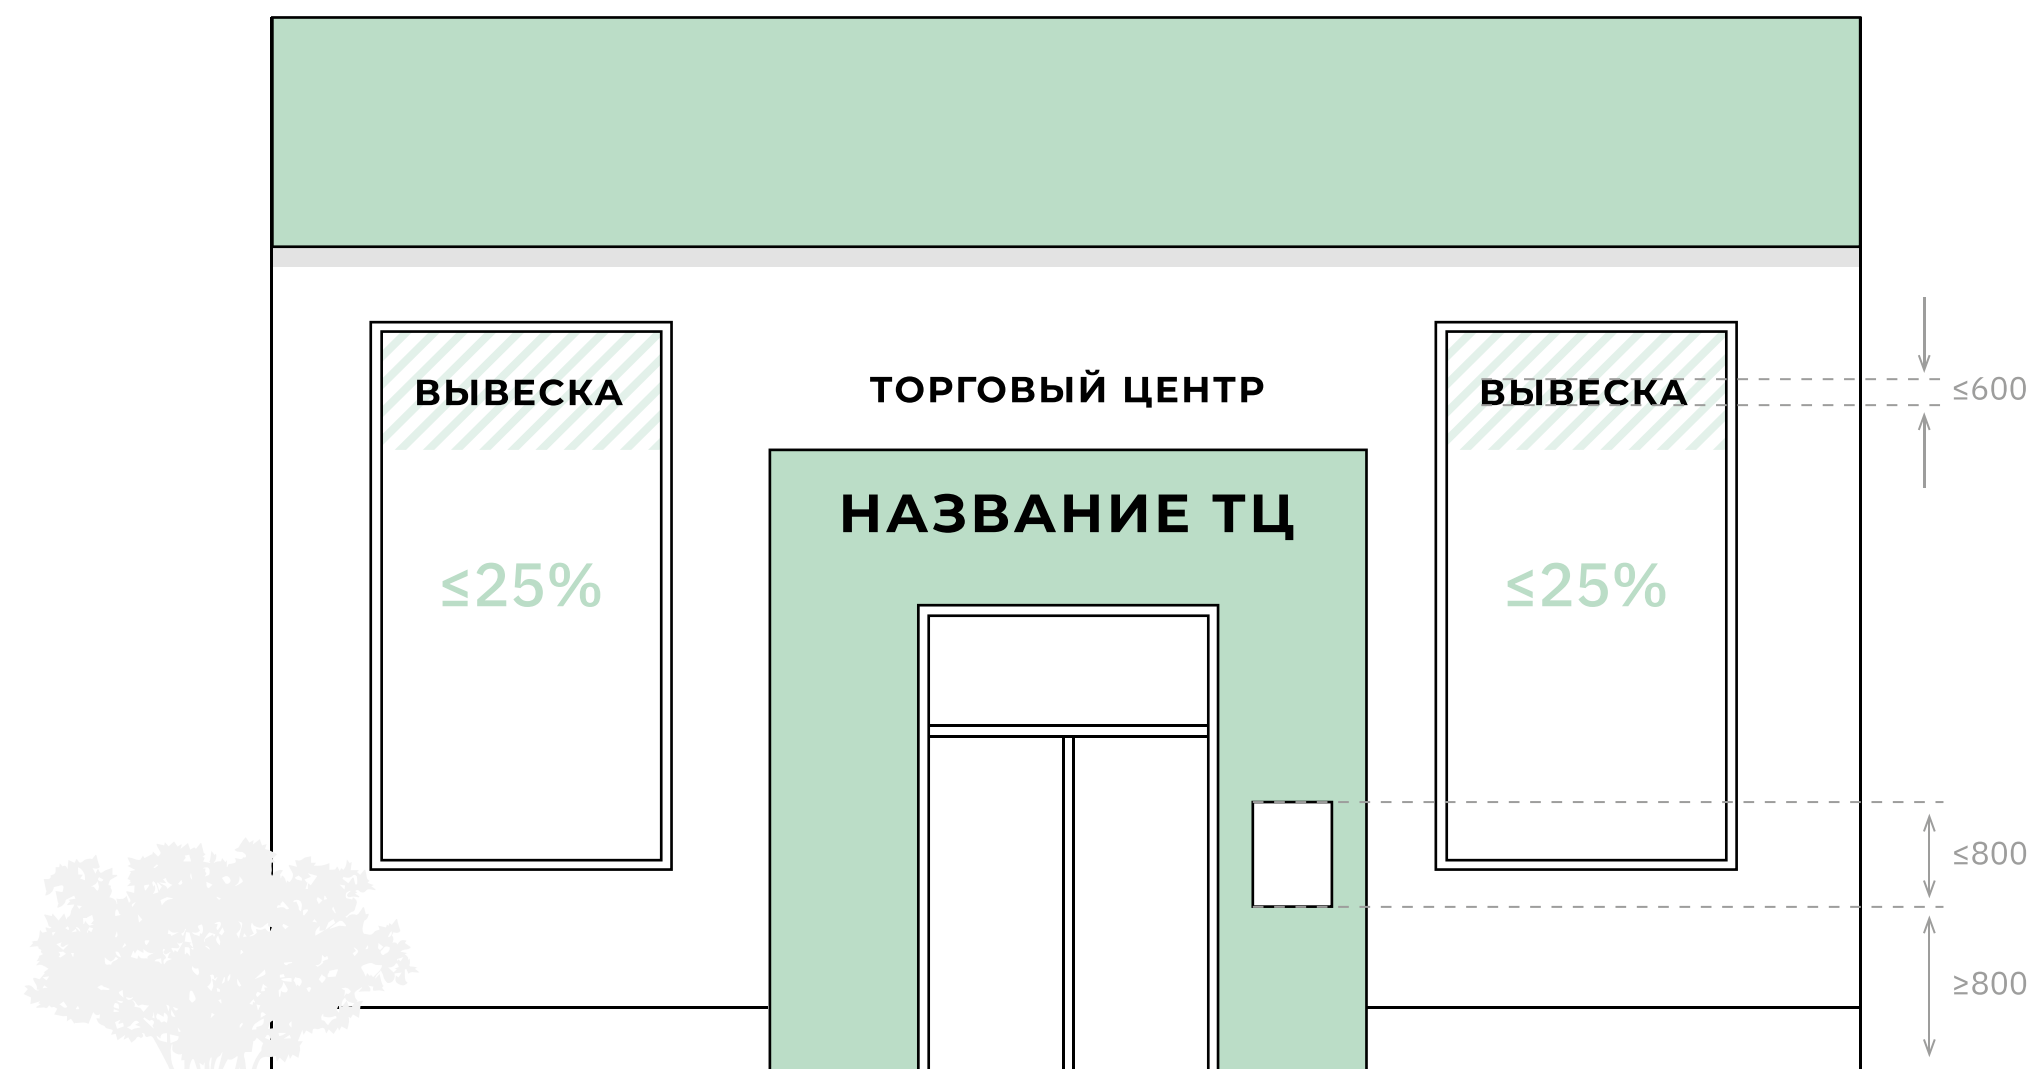 ТОРГОВЫЙ ЦЕНТР
ВЫВЕСКА
ВЫВЕСКА
≤600
НАЗВАНИЕ ТЦ
≤25%
≤25%
≤800
≥800